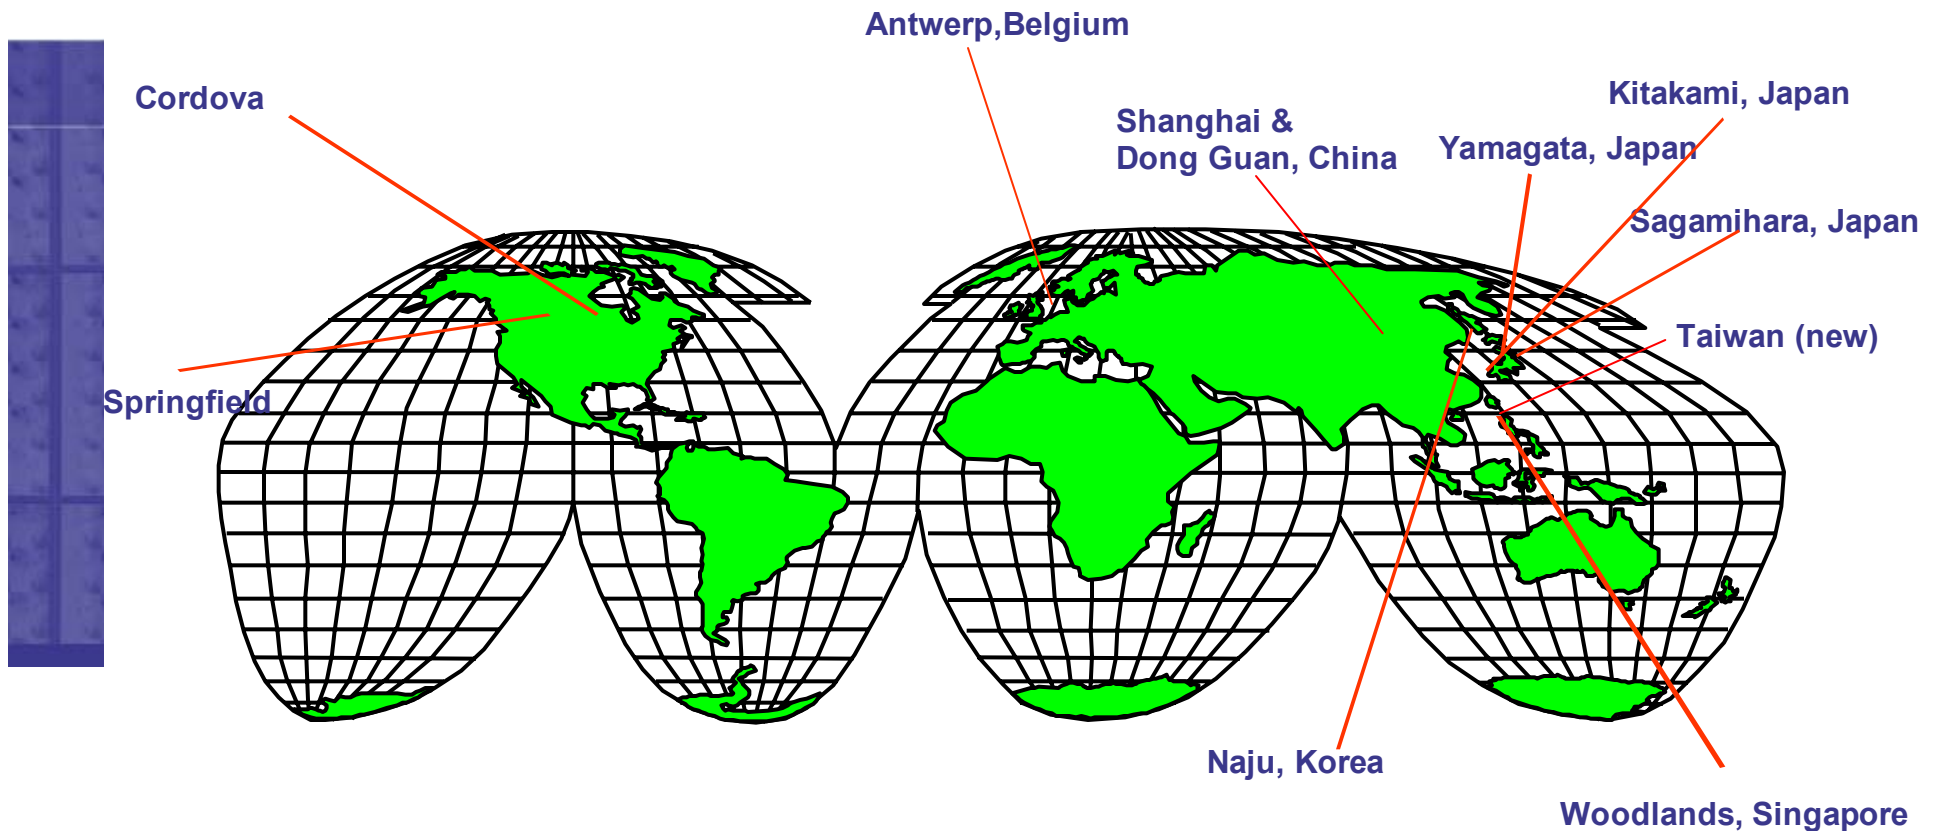 Antwerp,Belgium
Cordova
Kitakami, Japan
Shanghai &
Dong Guan, China
Yamagata, Japan
Sagamihara, Japan
Taiwan (new)
Springfield
Naju, Korea
Woodlands, Singapore